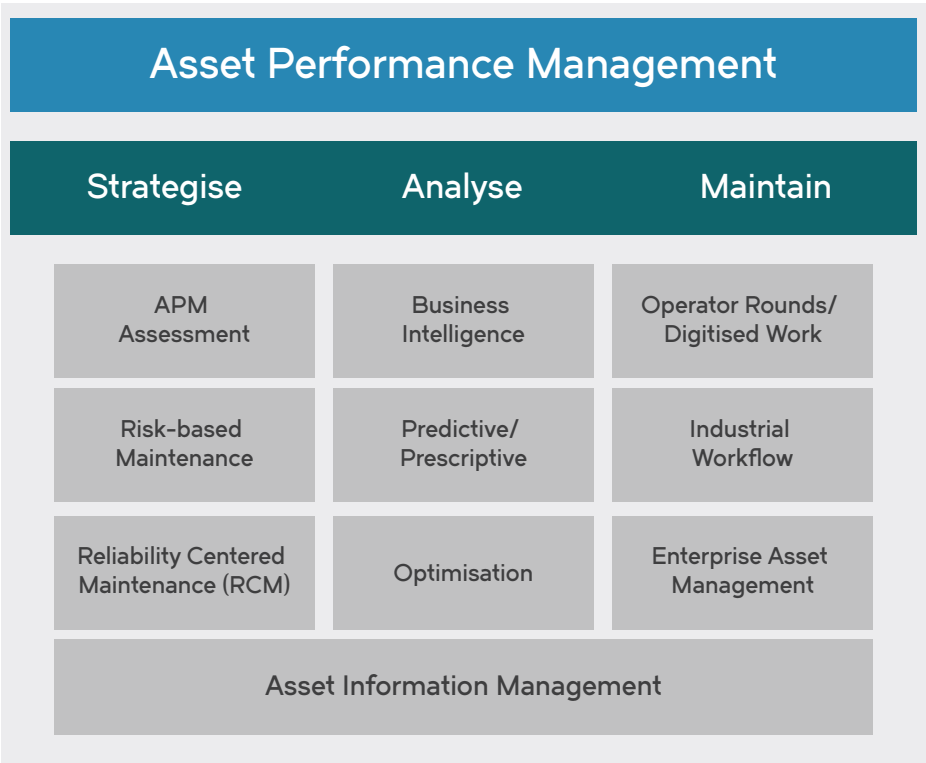 Asset Performance Management
Strategise
Analyse
Maintain
APM
Assessment
Business
Intelligence
Operator Rounds/
Digitised Work
Risk-based
Maintenance
Predictive/
Prescriptive
Industrial
Workflow
Reliability Centered
Maintenance (RCM)
Optimisation
Enterprise Asset
Management
Asset Information Management